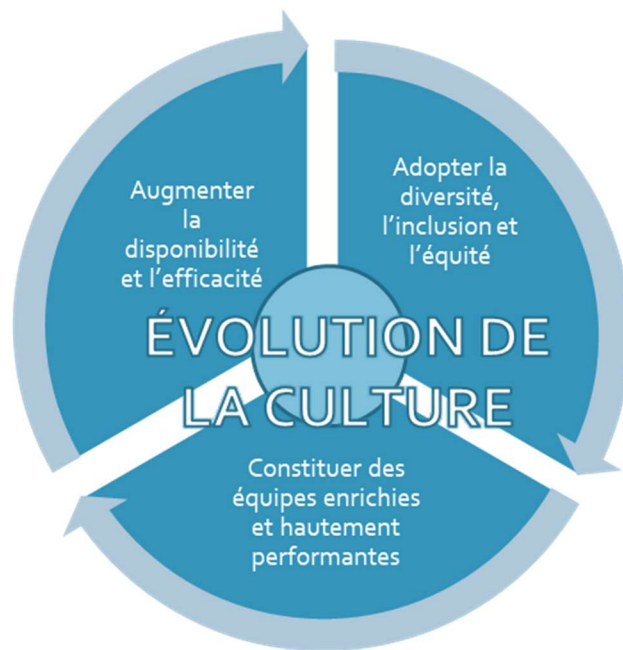 Augmenter
la
disponibilité
et l'efficacité
Adopter la
diversité,
l'inclusion et
l'équité
ÉVOLUTION DE
LA CULTURE
Constituer des
équipes enrichies
et hautement
performantes